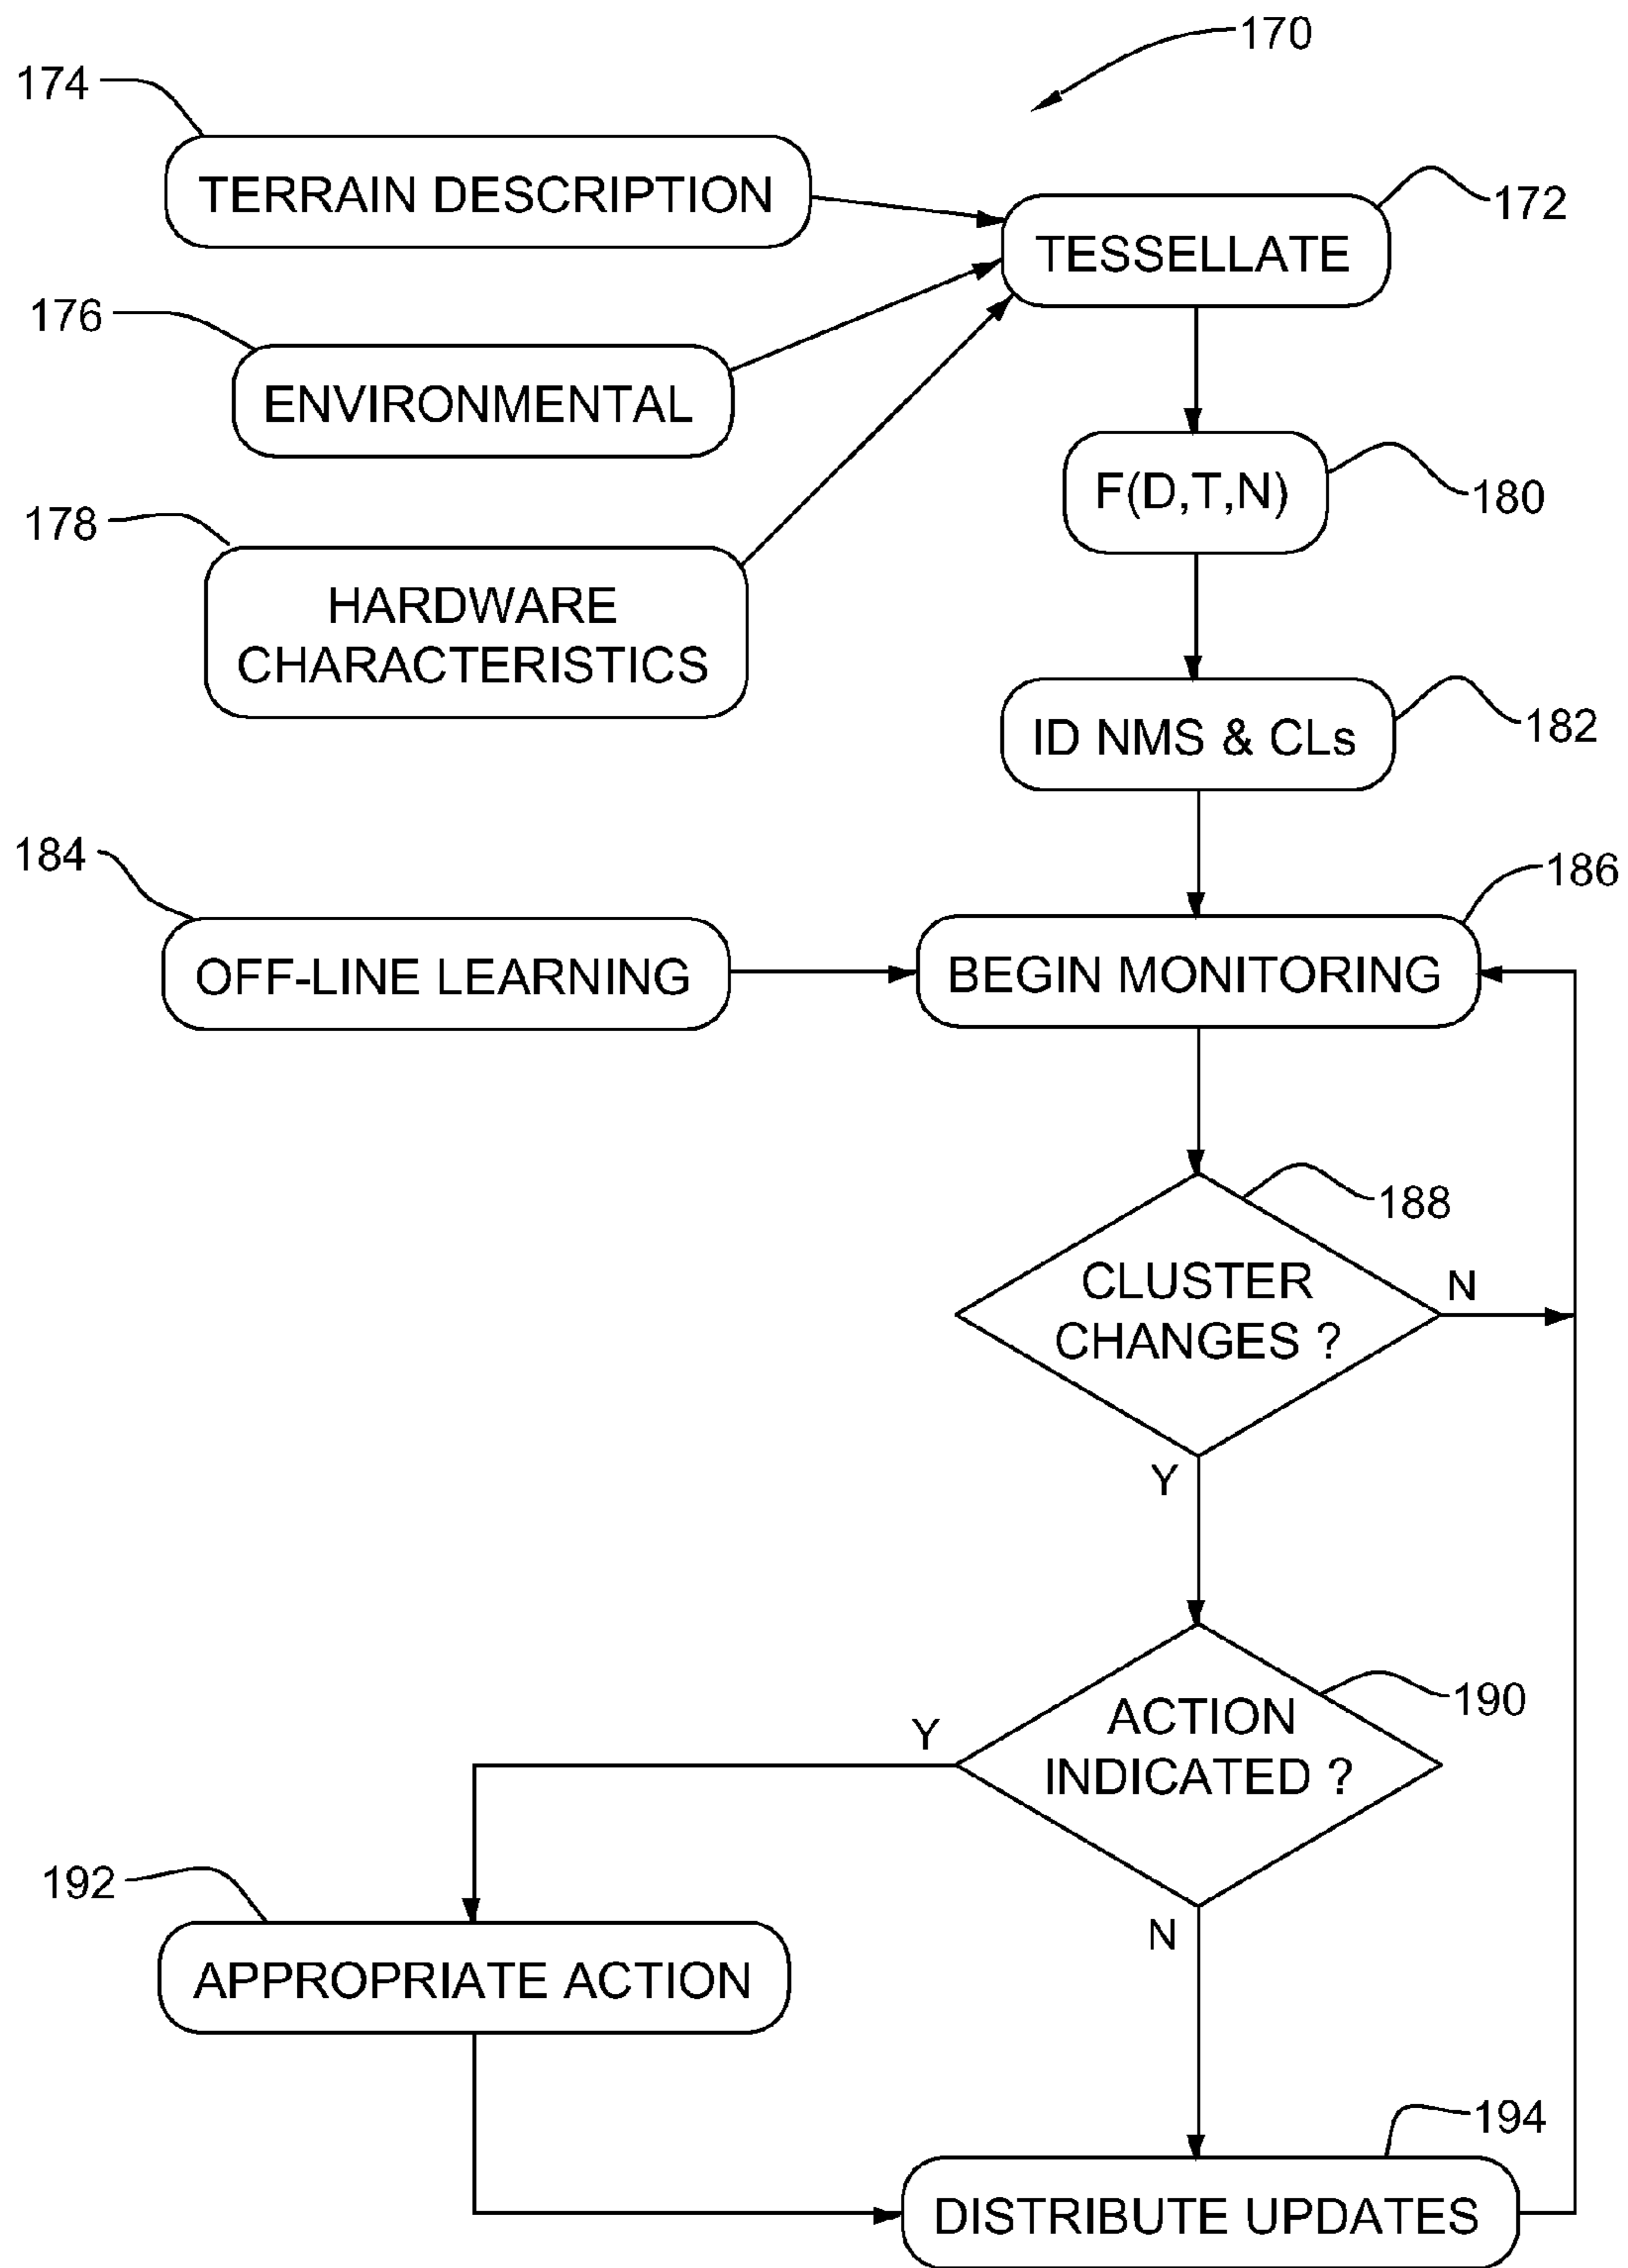 170
174
TERRAIN DESCRIPTION
172
TESSELLATE
176
ENVIRONMENTAL
F(D,T,N)
180
178
HARDWARE
CHARACTERISTICS
ID NMS & CLs
182
184
186
OFF-LINE LEARNING
BEGIN MONITORING
188
CLUSTER
CHANGES ?
N
Y
190
ACTION
INDICATED ?
Y
192
N
APPROPRIATE ACTION
194
DISTRIBUTE UPDATES